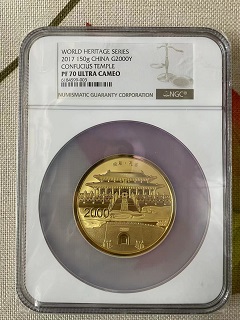 WORLD HERITAGE SERIES
2017 150g CHINA G2000Y
CONFUCIUS TEMPLE
PF 70 ULTRA CAMEO
NUMISMATIC GUARANTY CORPORATION
NGC
2000